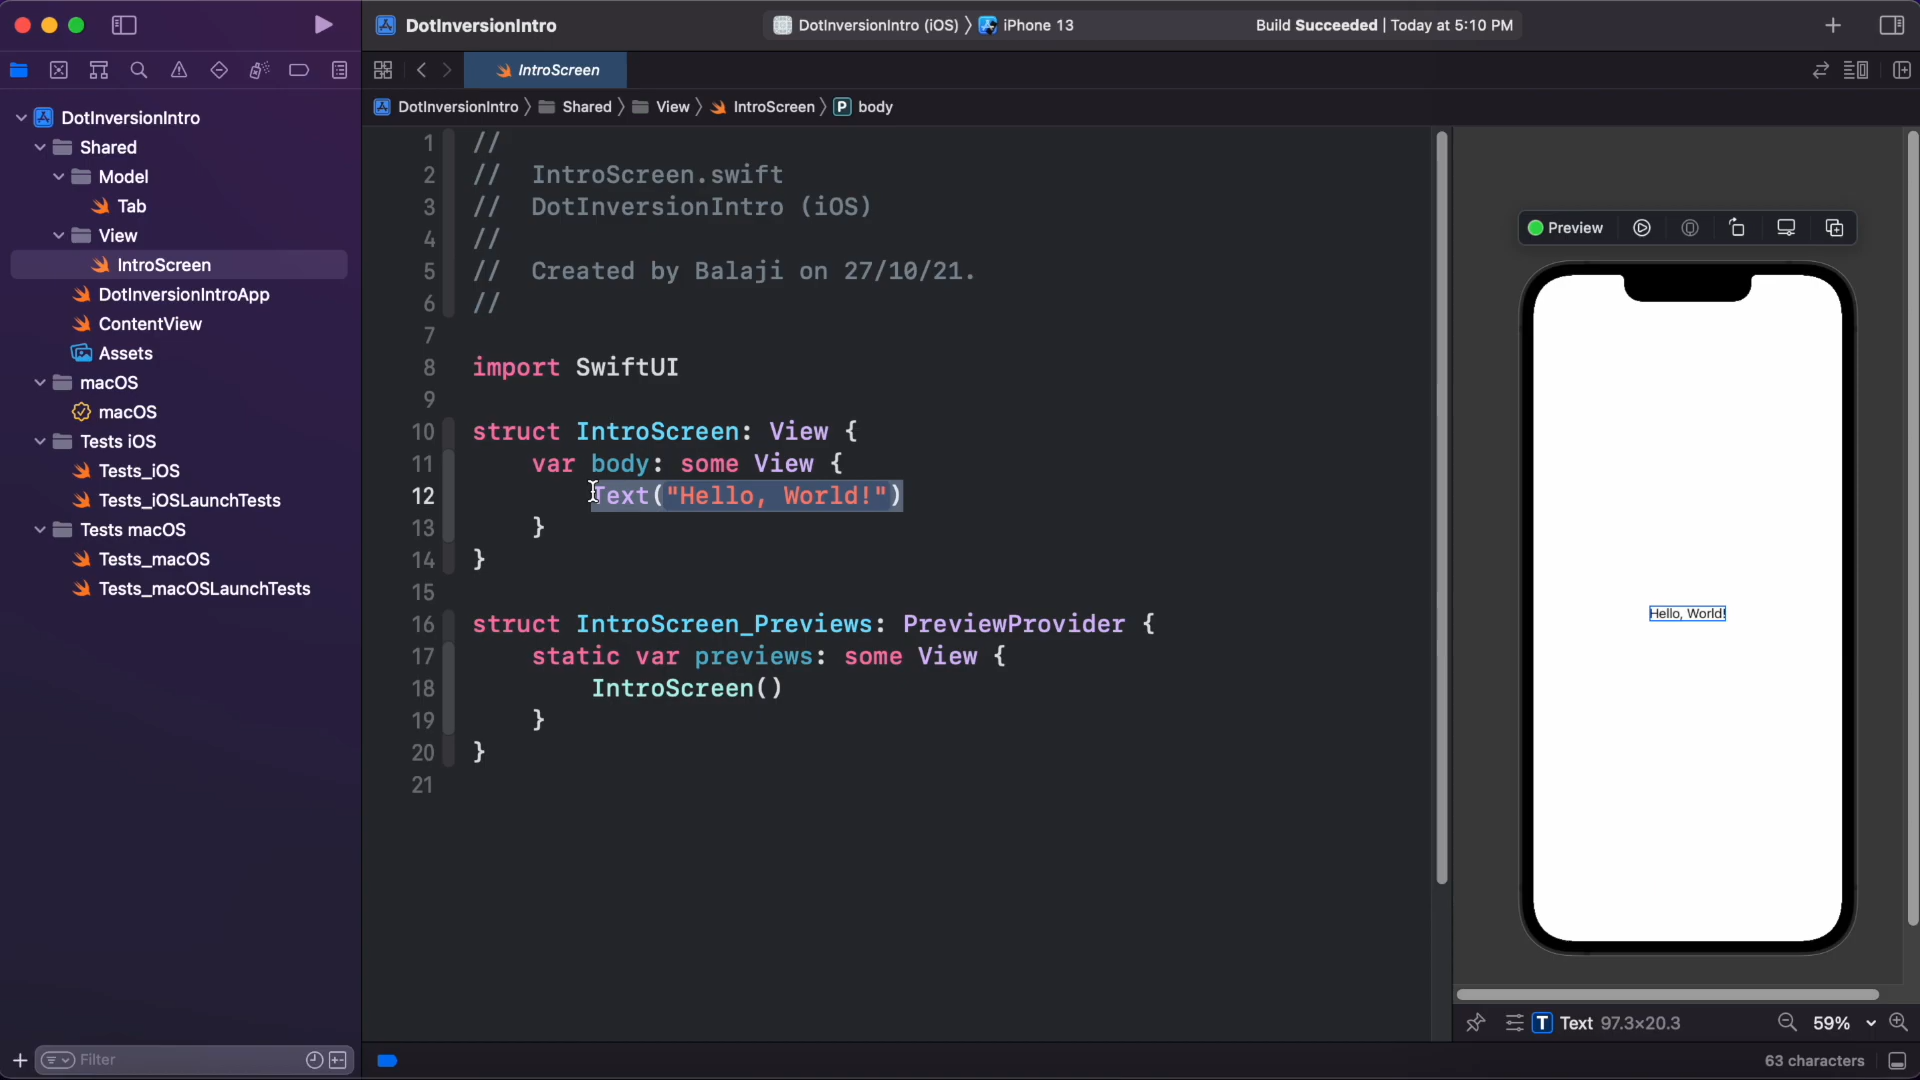 DotInversionIntro
DotInversionIntro (iOS) 〉 iPhone 13
Build Succeeded | Today at 5:10 PM
IntroScreen
DotInversionIntro 〉 Shared 〉 View 〉 IntroScreen 〉 P body
DotInversionIntro
Shared
Model
Tab
View
IntroScreen
DotInversionIntroApp
ContentView
Assets
macOS
macOS
Tests iOS
Tests_iOS
Tests_iOSLaunchTests
Tests macOS
Tests_macOS
Tests_macOSLaunchTests
Filter
1 //
2 //  IntroScreen.swift
3 //  DotInversionIntro (iOS)
4 //
5 //  Created by Balaji on 27/10/21.
6 //
7
8 import SwiftUI
9
10 struct IntroScreen: View {
11     var body: some View {
12         Text("Hello, World!")
13     }
14 }
15
16 struct IntroScreen_Previews: PreviewProvider {
17     static var previews: some View {
18         IntroScreen()
19     }
20 }
21
Preview
Hello, World!
T Text 97.3×20.3
59%
63 characters